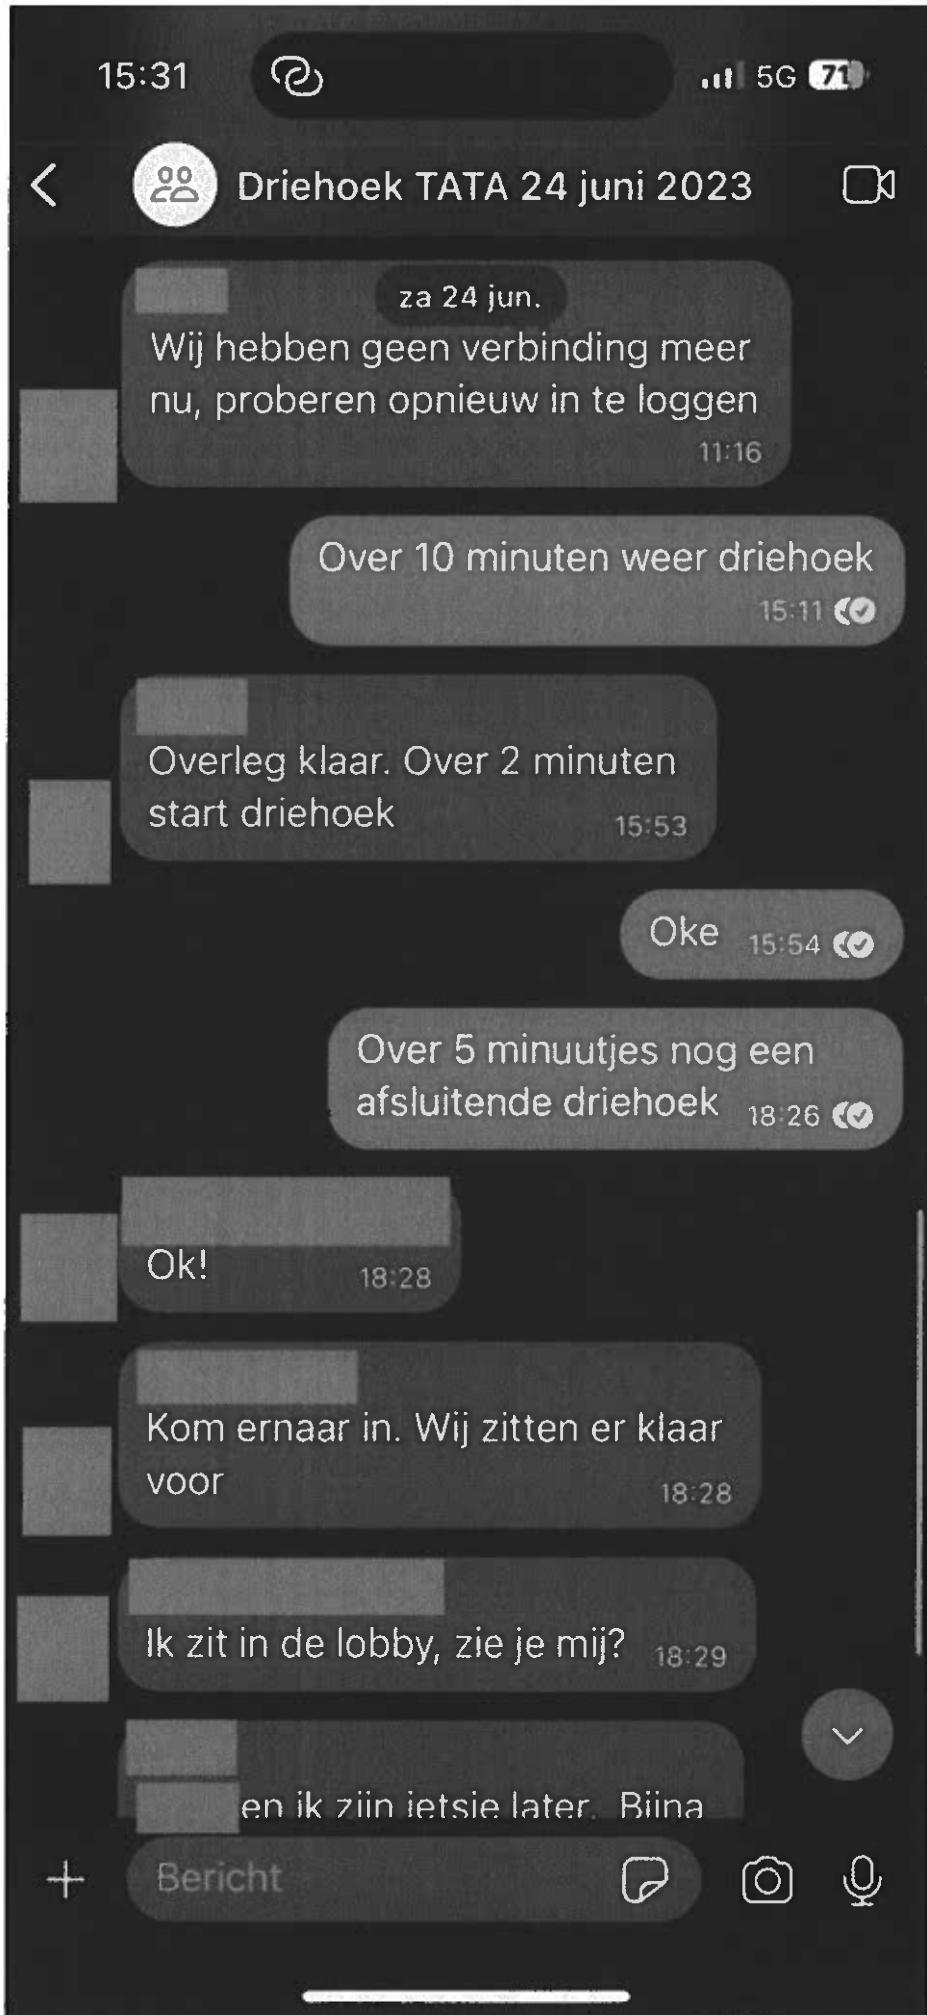 15:31
5G 71
Driehoek TATA 24 juni 2023
za 24 jun.
Wij hebben geen verbinding meer
nu, proberen opnieuw in te loggen
11:16
Over 10 minuten weer driehoek
15:11
Overleg klaar. Over 2 minuten
start driehoek
15:53
Oke 15:54
Over 5 minuutjes nog een
afsluitende driehoek 18:26
Ok! 18:28
Kom ernaar in. Wij zitten er klaar
voor
18:28
Ik zit in de lobby, zie je mij? 18:29
en ik zijn ietsie later. Bijna
Bericht